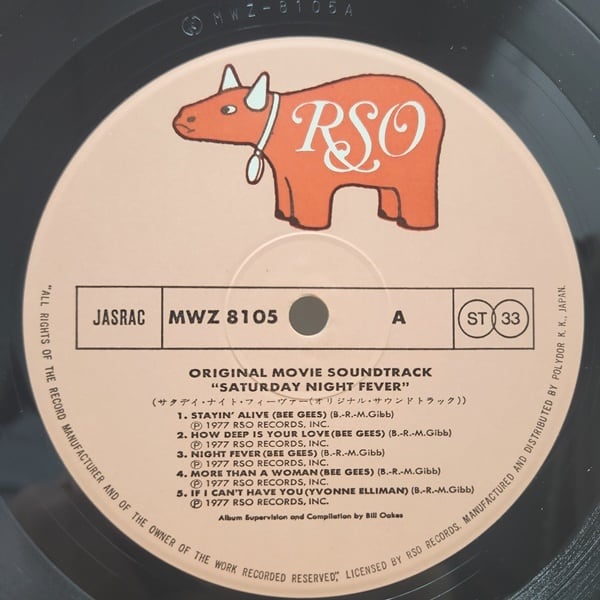 MWZ-8105A
RSO
JASRAC
MWZ 8105
A
ST 33
ORIGINAL MOVIE SOUNDTRACK
"SATURDAY NIGHT FEVER"
(サタデイ・ナイト・フィーヴァー(オリジナル・サウンドトラック))
1. STAYIN' ALIVE (BEE GEES) (B.-R.-M.Gibb)
Ⓟ 1977 RSO RECORDS, INC.
2. HOW DEEP IS YOUR LOVE (BEE GEES) (B.-R.-M.Gibb)
Ⓟ 1977 RSO RECORDS, INC.
3. NIGHT FEVER (BEE GEES) (B.-R.-M.Gibb)
Ⓟ 1977 RSO RECORDS, INC.
4. MORE THAN A WOMAN (BEE GEES) (B.-R.-M.Gibb)
Ⓟ 1977 RSO RECORDS, INC.
5. IF I CAN'T HAVE YOU (YVONNE ELLIMAN) (B.-R.-M.Gibb)
Ⓟ 1977 RSO RECORDS, INC.
Album Supervision and Compilation by Bill Oakes
"ALL RIGHTS OF THE RECORD MANUFACTURER AND OF THE OWNER OF THE WORK RECORDED RESERVED", LICENSED BY RSO RECORDS. MANUFACTURED AND DISTRIBUTED BY POLYDOR K. K., JAPAN.